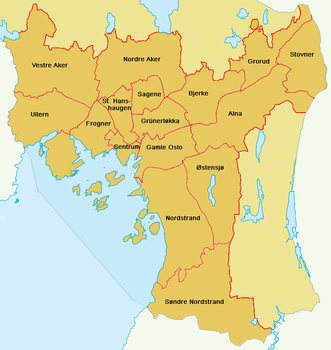 Stovner
Grorud
Vestre Aker
Nordre Aker
Sagene
Bjerke
Alna
St. Hans-
haugen
Ullern
Frogner
Grünerløkka
Sentrum
Gamle Oslo
Østensjø
Nordstrand
Søndre Nordstrand